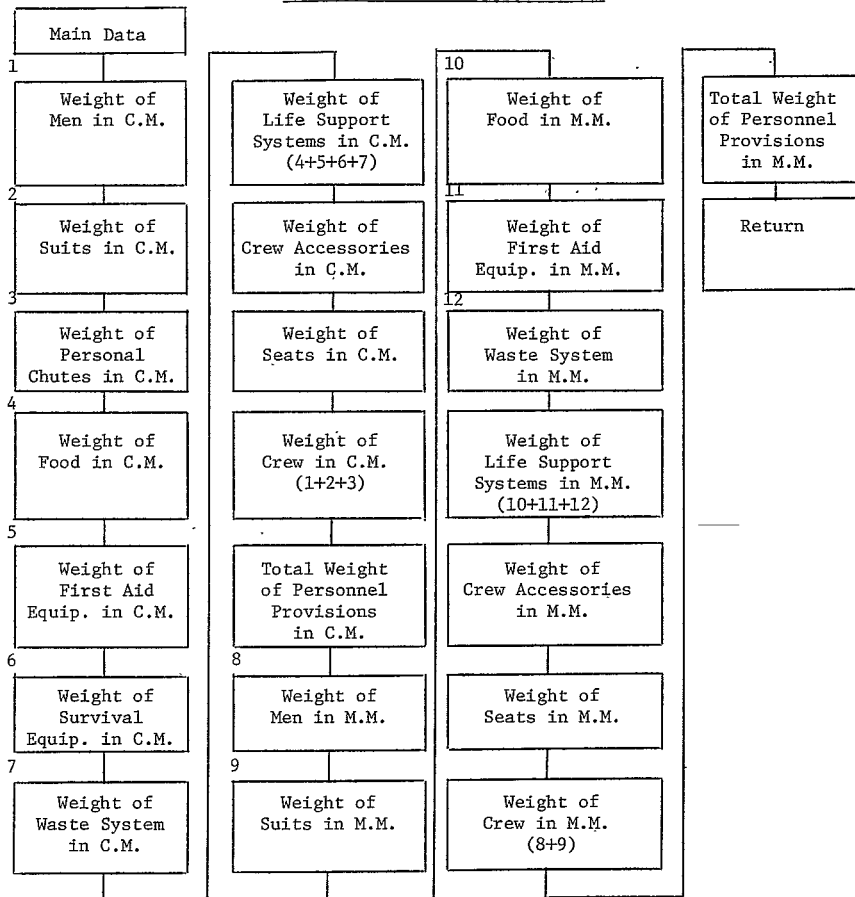 Main Data
1
Weight of
Men in C.M.
2
Weight of
Suits in C.M.
3
Weight of
Personal
Chutes in C.M.
4
Weight of
Food in C.M.
5
Weight of
First Aid
Equip. in C.M.
6
Weight of
Survival
Equip. in C.M.
7
Weight of
Waste System
in C.M.
Weight of
Life Support
Systems in C.M.
(4+5+6+7)
Weight of
Crew Accessories
in C.M.
Weight of
Seats in C.M.
Weight of
Crew in C.M.
(1+2+3)
Total Weight
of Personnel
Provisions
in C.M.
8
Weight of
Men in M.M.
9
Weight of
Suits in M.M.
10
Weight of
Food in M.M.
11
Weight of
First Aid
Equip. in M.M.
12
Weight of
Waste System
in M.M.
Weight of
Life Support
Systems in M.M.
(10+11+12)
Weight of
Crew Accessories
in M.M.
Weight of
Seats in M.M.
Weight of
Crew in M.M.
(8+9)
Total Weight
of Personnel
Provisions
in M.M.
Return